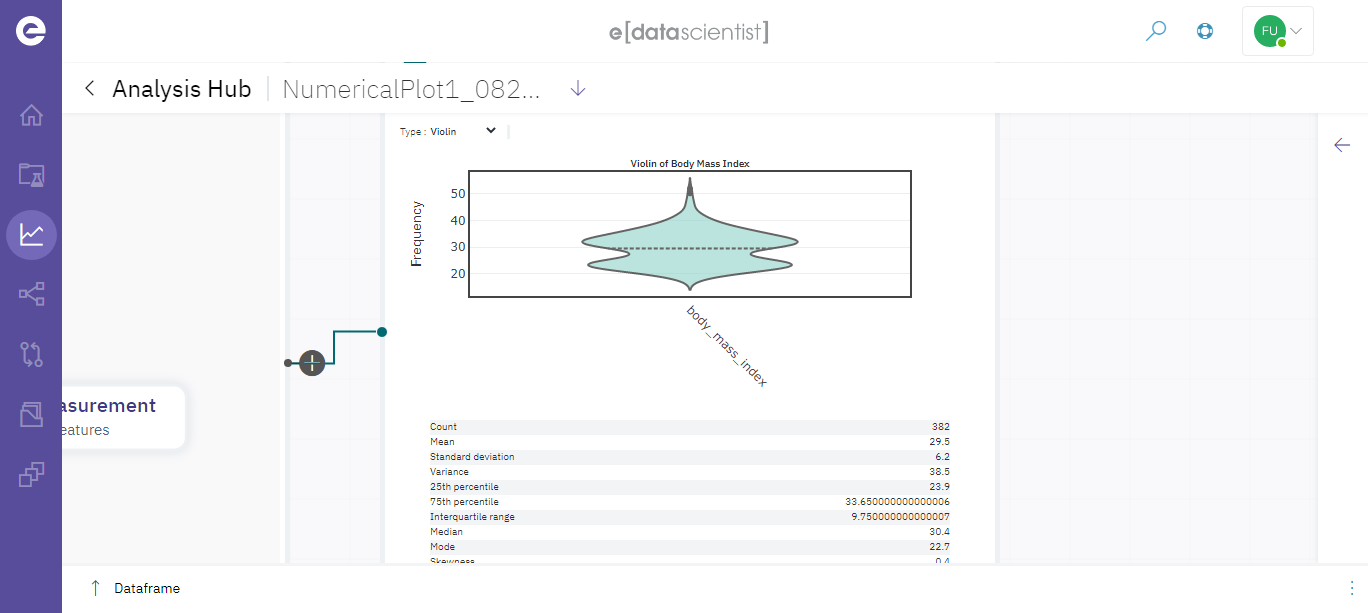 e[datascientist]
FU
Analysis Hub
NumericalPlot1_082...
Type : Violin
Violin of Body Mass Index
Frequency
50
40
30
20
body_mass_index
asurement
eatures
Count 382
Mean 29.5
Standard deviation 6.2
Variance 38.5
25th percentile 23.9
75th percentile 33.650000000000006
Interquartile range 9.750000000000007
Median 30.4
Mode 22.7
Skewness 0.4
Dataframe